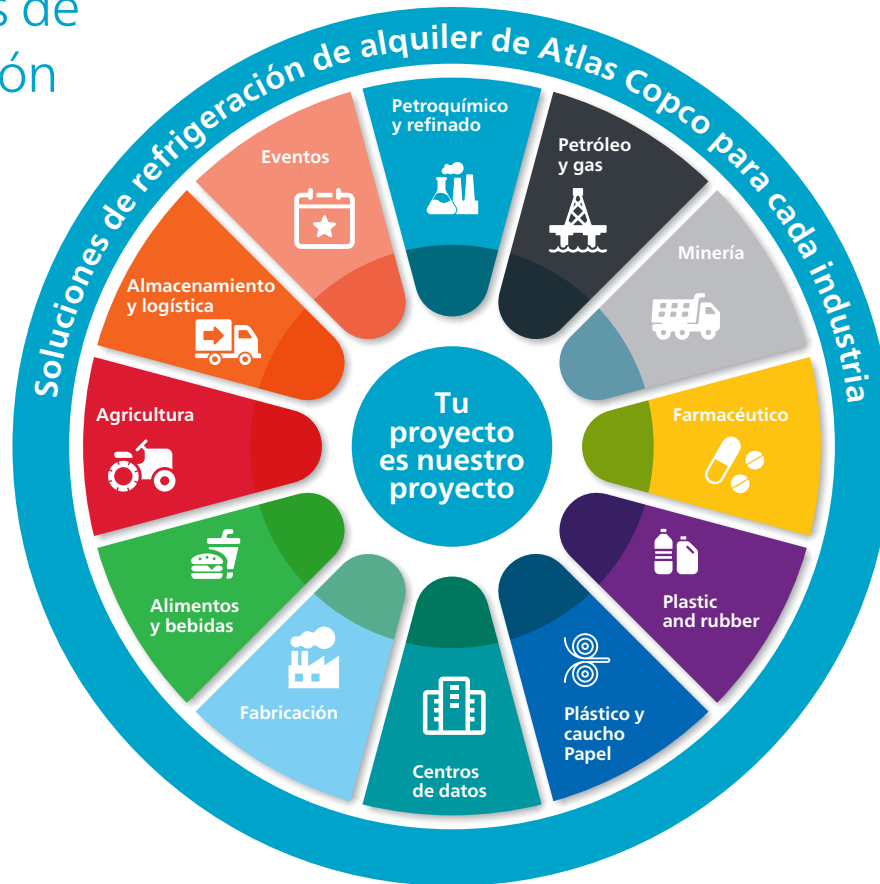 s de
ón
Soluciones de refrigeración de alquiler de Atlas Copco para cada industria
Petroquímico
y refinado
Petróleo
y gas
Minería
Farmacéutico
Plastic
and rubber
Plástico y
caucho
Papel
Centros
de datos
Fabricación
Alimentos
y bebidas
Agricultura
Almacenamiento
y logística
Eventos
Tu
proyecto
es nuestro
proyecto